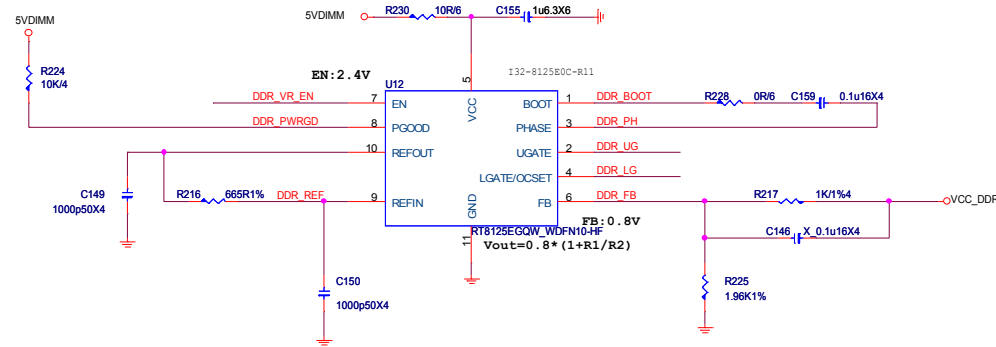 5VDIMM
R224
10K/4
5VDIMM
R230
10R/6
C155
1u6.3X6
EN:2.4V
U12
I32-8125E0C-R11
5
VCC
DDR_VR_EN
7
EN
BOOT
1
DDR_BOOT
R228
0R/6
C159
0.1u16X4
DDR_PWRGD
8
PGOOD
PHASE
3
DDR_PH
10
REFOUT
UGATE
2
DDR_UG
LGATE/OCSET
4
DDR_LG
C149
1000p50X4
R216
665R1%
DDR_REF
9
REFIN
GND
11
FB
6
DDR_FB
R217
1K/1%4
VCC_DDR
FB:0.8V
RT8125EGQW_WDFN10-HF
Vout=0.8*(1+R1/R2)
C146
X_0.1u16X4
C150
1000p50X4
R225
1.96K1%